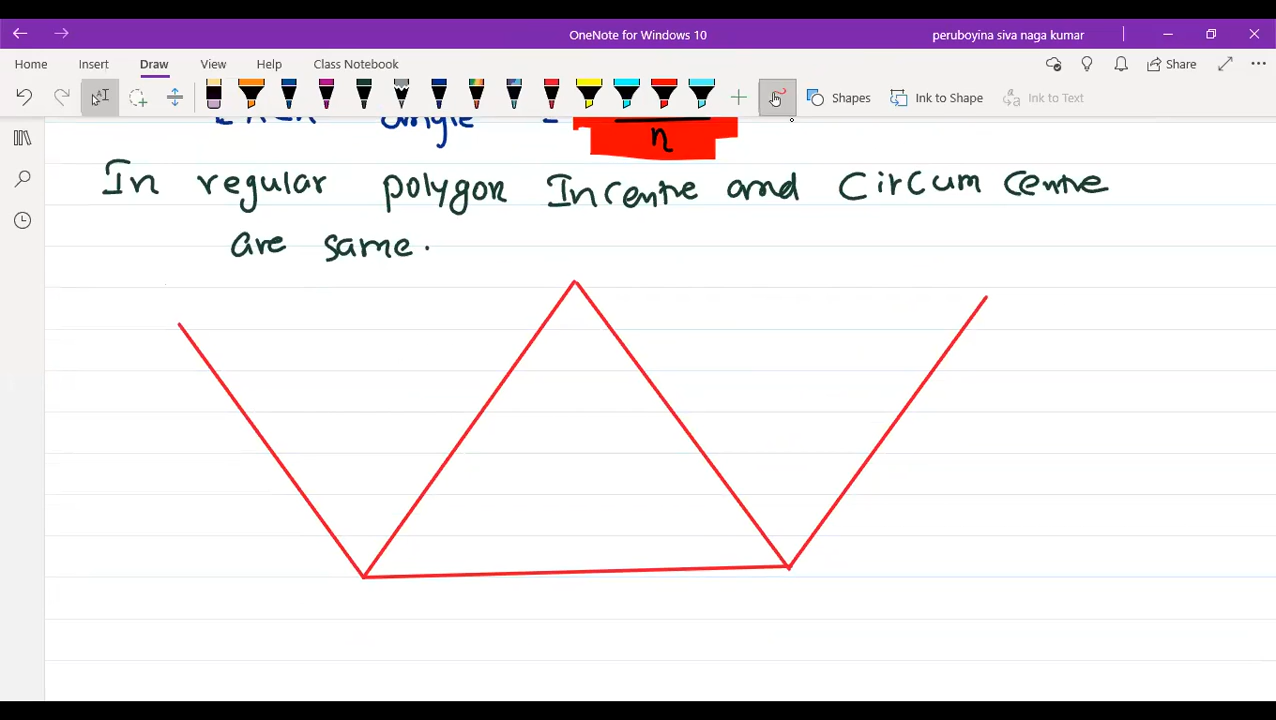 OneNote for Windows 10
peruboyina siva naga kumar
Home Insert Draw View Help Class Notebook Share
Shapes Ink to Shape Ink to Text
angle =
n
In regular polygon Incentre and Circum centre
are same.